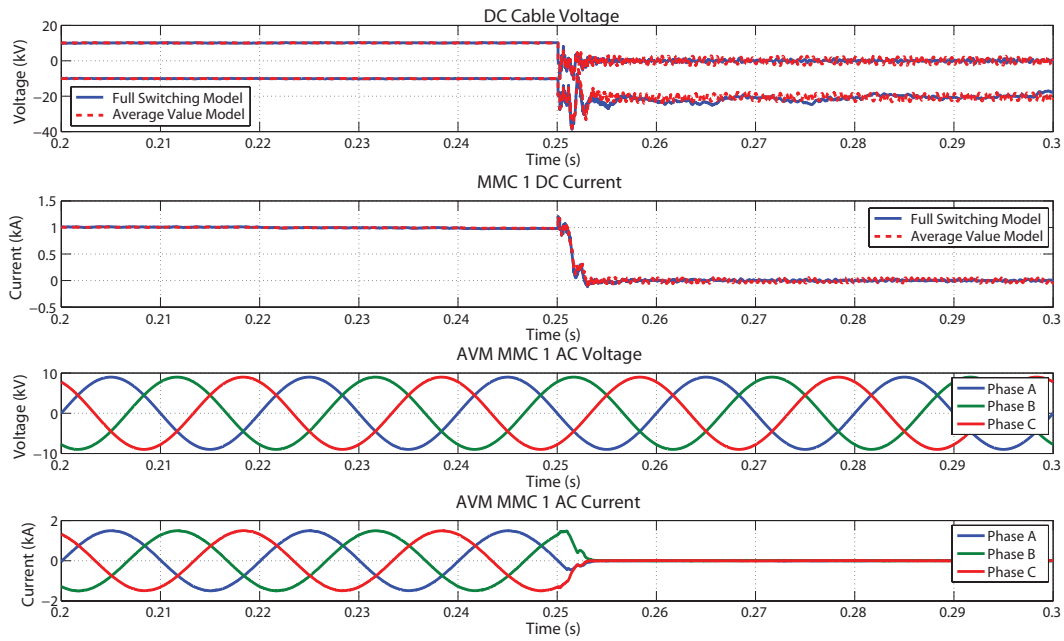 DC Cable Voltage
Voltage (kV)
20
0
−20
−40
Full Switching Model
Average Value Model
0.2 0.21 0.22 0.23 0.24 0.25 0.26 0.27 0.28 0.29 0.3
Time (s)
MMC 1 DC Current
Current (kA)
1.5
1
0.5
0
−0.5
Full Switching Model
Average Value Model
0.2 0.21 0.22 0.23 0.24 0.25 0.26 0.27 0.28 0.29 0.3
Time (s)
AVM MMC 1 AC Voltage
Voltage (kV)
10
0
−10
Phase A
Phase B
Phase C
0.2 0.21 0.22 0.23 0.24 0.25 0.26 0.27 0.28 0.29 0.3
Time (s)
AVM MMC 1 AC Current
Current (kA)
2
0
−2
Phase A
Phase B
Phase C
0.2 0.21 0.22 0.23 0.24 0.25 0.26 0.27 0.28 0.29 0.3
Time (s)